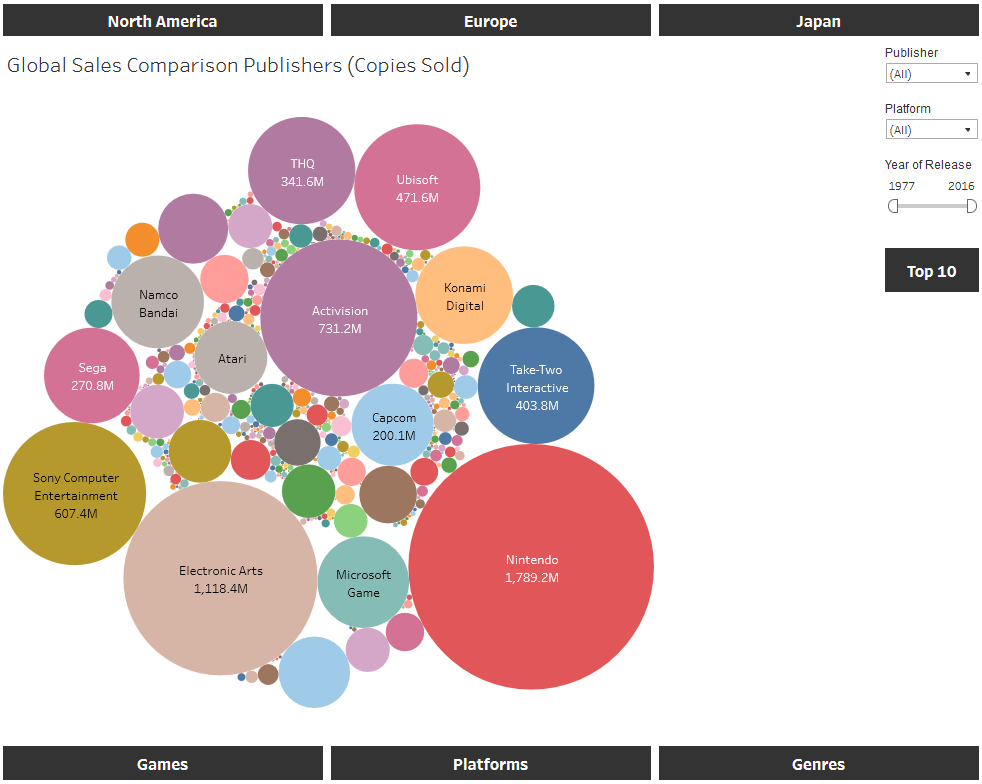 North America
Europe
Japan
Global Sales Comparison Publishers (Copies Sold)
Publisher
(All)
Platform
(All)
Year of Release
1977
2016
Top 10
THQ
341.6M
Ubisoft
471.6M
Namco
Bandai
Activision
731.2M
Konami
Digital
Atari
Sega
270.8M
Take-Two
Interactive
403.8M
Capcom
200.1M
Sony Computer
Entertainment
607.4M
Electronic Arts
1,118.4M
Microsoft
Game
Nintendo
1,789.2M
Games
Platforms
Genres